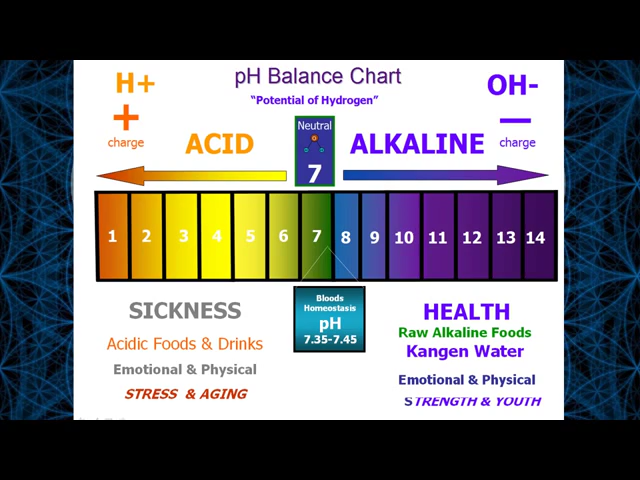 pH Balance Chart
"Potential of Hydrogen"
H+
+
charge
OH-
—
charge
ACID
Neutral
7
ALKALINE
1 2 3 4 5 6 7 8 9 10 11 12 13 14
Bloods
Homeostasis
pH
7.35-7.45
SICKNESS
Acidic Foods & Drinks
Emotional & Physical
STRESS & AGING
HEALTH
Raw Alkaline Foods
Kangen Water
Emotional & Physical
STRENGTH & YOUTH